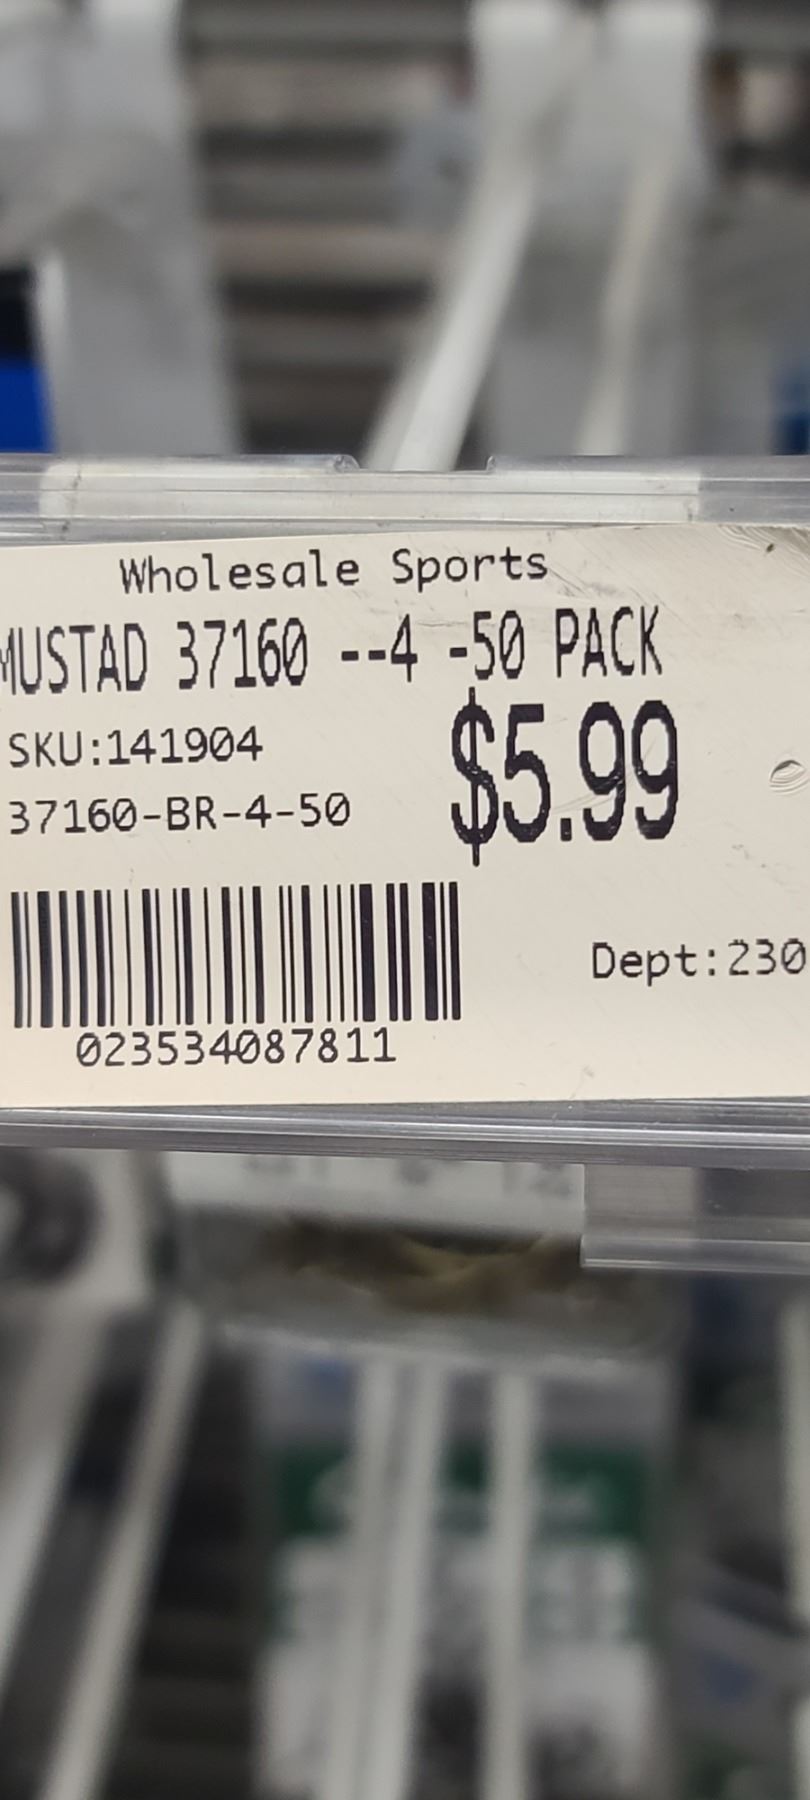 Wholesale Sports
MUSTAD 37160 --4 -50 PACK
SKU:141904
$5.99
37160-BR-4-50
Dept:230
023534087811